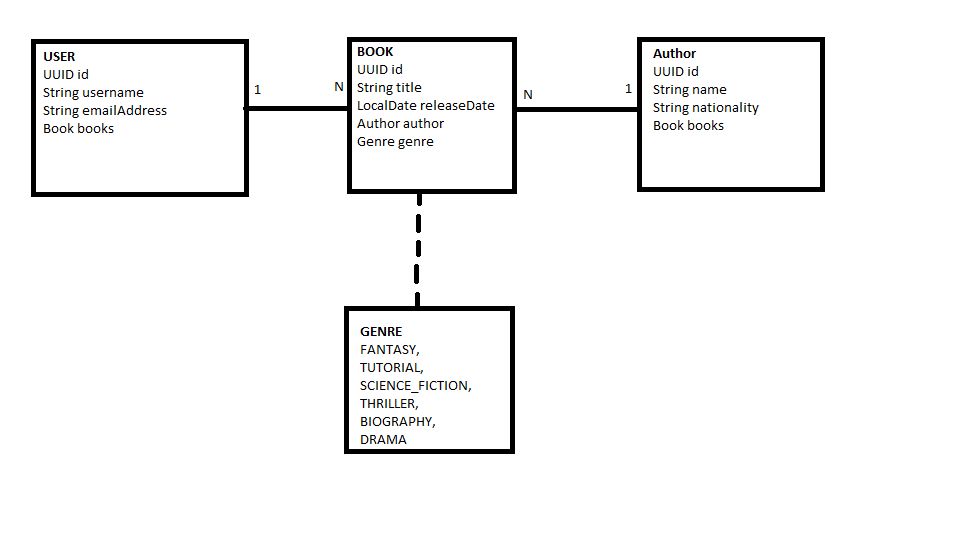 USER
UUID id
String username
String emailAddress
Book books
1
N
BOOK
UUID id
String title
LocalDate releaseDate
Author author
Genre genre
N
1
Author
UUID id
String name
String nationality
Book books
GENRE
FANTASY,
TUTORIAL,
SCIENCE_FICTION,
THRILLER,
BIOGRAPHY,
DRAMA